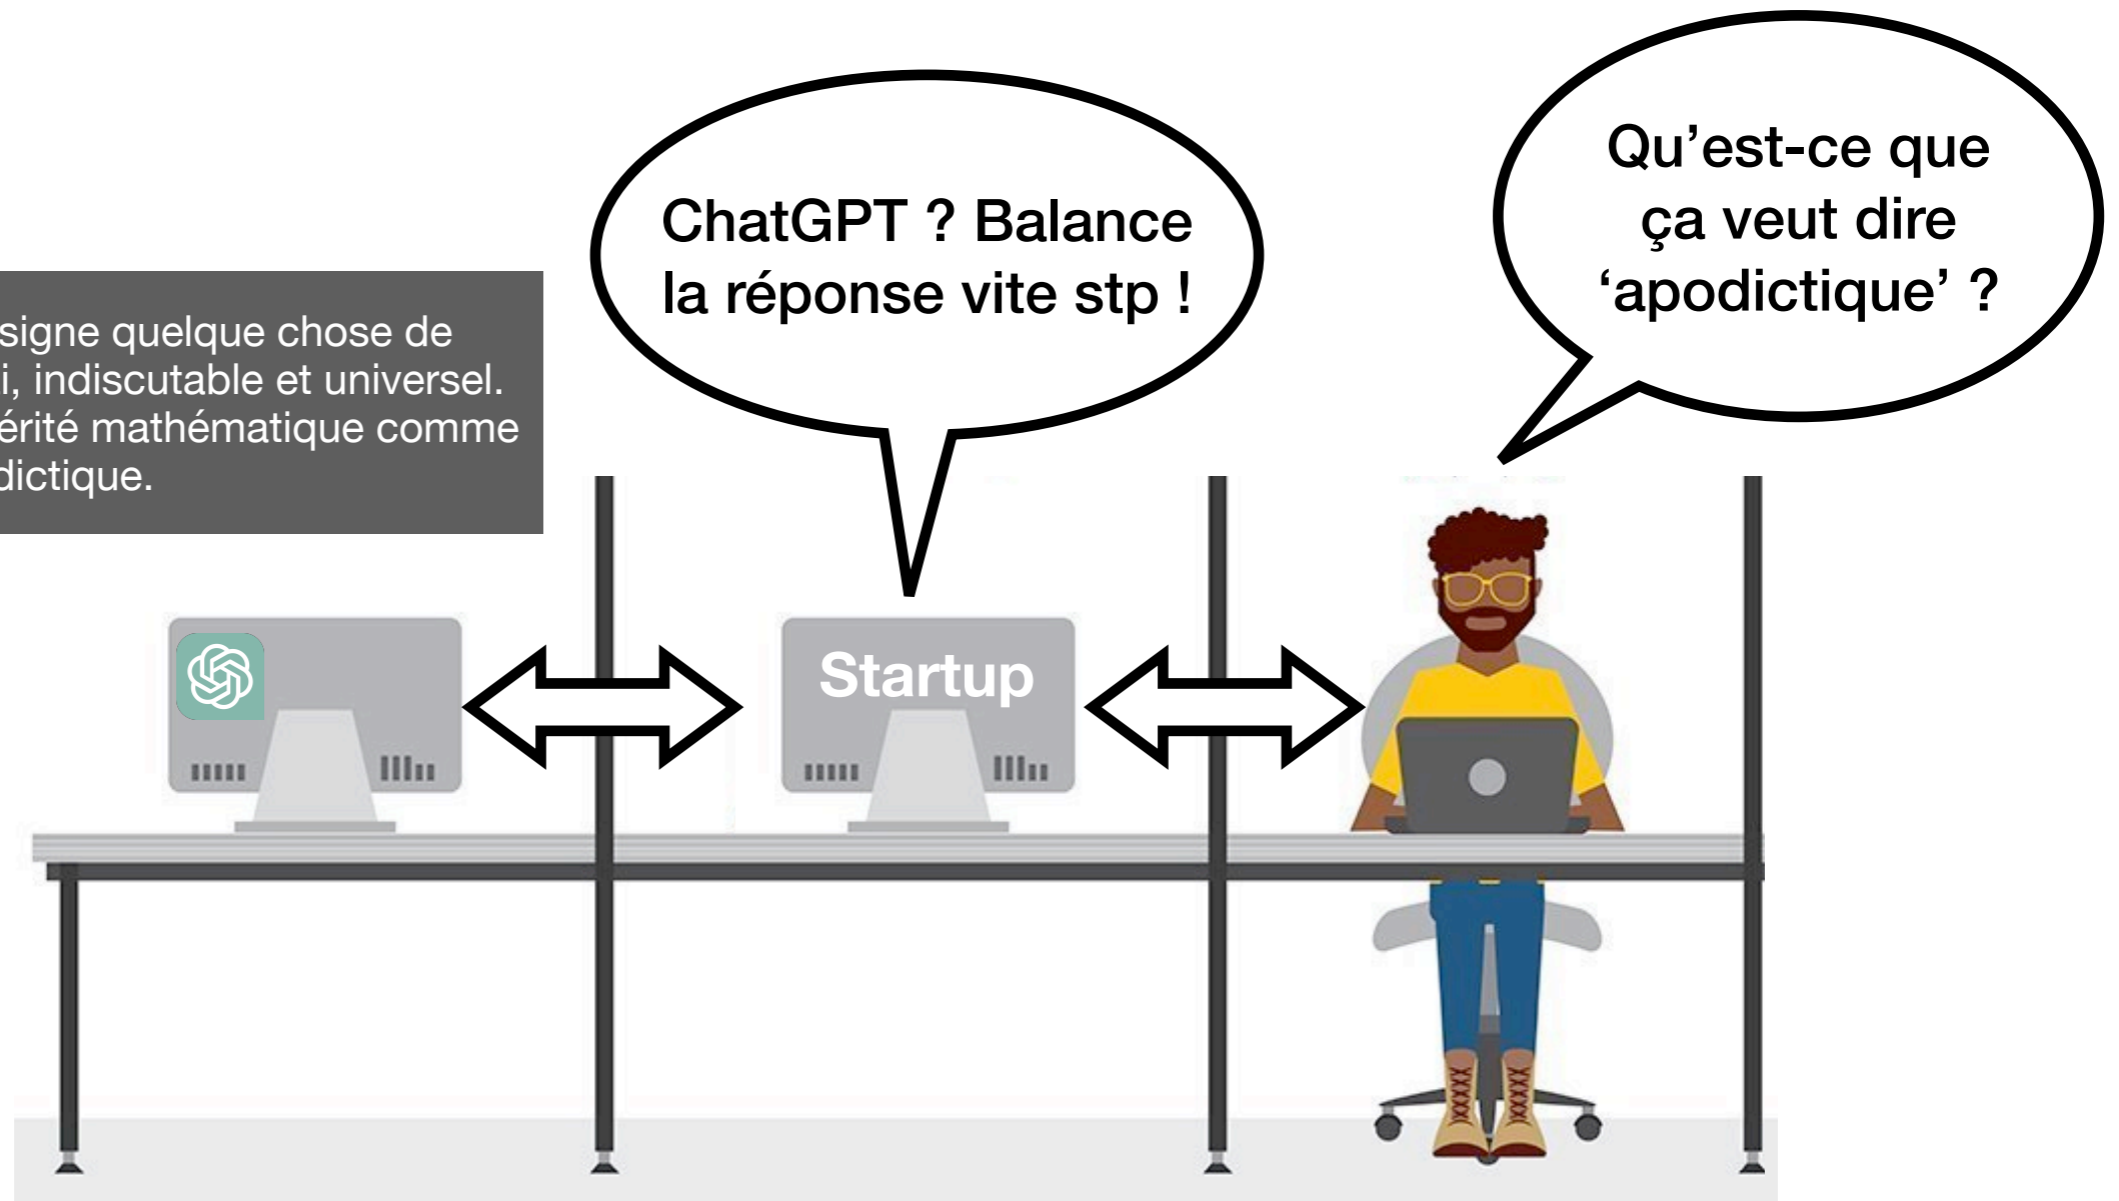 signe quelque chose de
i, indiscutable et universel.
érité mathématique comme
dictique.
ChatGPT ? Balance
la réponse vite stp !
Qu’est-ce que
ça veut dire
‘apodictique’ ?
Startup